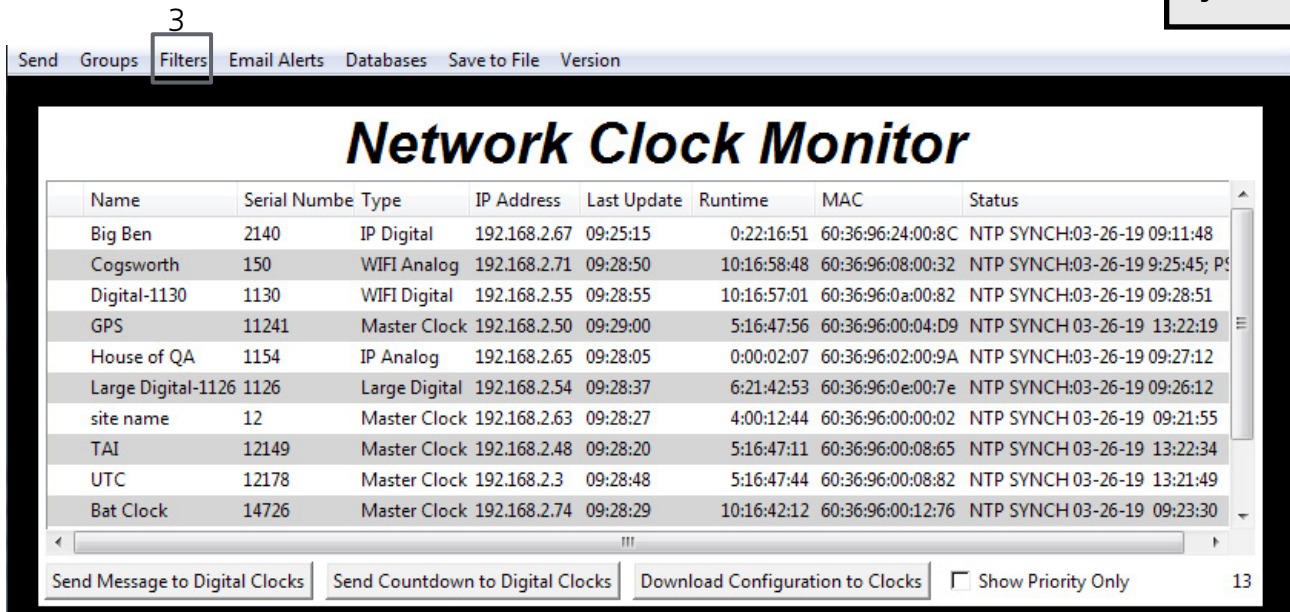 3
Send Groups Filters Email Alerts Databases Save to File Version
Network Clock Monitor
Name Serial Numbe Type IP Address Last Update Runtime MAC Status
Big Ben 2140 IP Digital 192.168.2.67 09:25:15 0:22:16:51 60:36:96:24:00:8C NTP SYNCH:03-26-19 09:11:48
Cogsworth 150 WIFI Analog 192.168.2.71 09:28:50 10:16:58:48 60:36:96:08:00:32 NTP SYNCH:03-26-19 9:25:45; PS
Digital-1130 1130 WIFI Digital 192.168.2.55 09:28:55 10:16:57:01 60:36:96:0a:00:82 NTP SYNCH:03-26-19 09:28:51
GPS 11241 Master Clock 192.168.2.50 09:29:00 5:16:47:56 60:36:96:00:04:D9 NTP SYNCH 03-26-19 13:22:19
House of QA 1154 IP Analog 192.168.2.65 09:28:05 0:00:02:07 60:36:96:02:00:9A NTP SYNCH:03-26-19 09:27:12
Large Digital-1126 1126 Large Digital 192.168.2.54 09:28:37 6:21:42:53 60:36:96:0e:00:7e NTP SYNCH:03-26-19 09:26:12
site name 12 Master Clock 192.168.2.63 09:28:27 4:00:12:44 60:36:96:00:00:02 NTP SYNCH 03-26-19 09:21:55
TAI 12149 Master Clock 192.168.2.48 09:28:20 5:16:47:11 60:36:96:00:08:65 NTP SYNCH 03-26-19 13:22:34
UTC 12178 Master Clock 192.168.2.3 09:28:48 5:16:47:44 60:36:96:00:08:82 NTP SYNCH 03-26-19 13:21:49
Bat Clock 14726 Master Clock 192.168.2.74 09:28:29 10:16:42:12 60:36:96:00:12:76 NTP SYNCH 03-26-19 09:23:30
Send Message to Digital Clocks Send Countdown to Digital Clocks Download Configuration to Clocks Show Priority Only 13